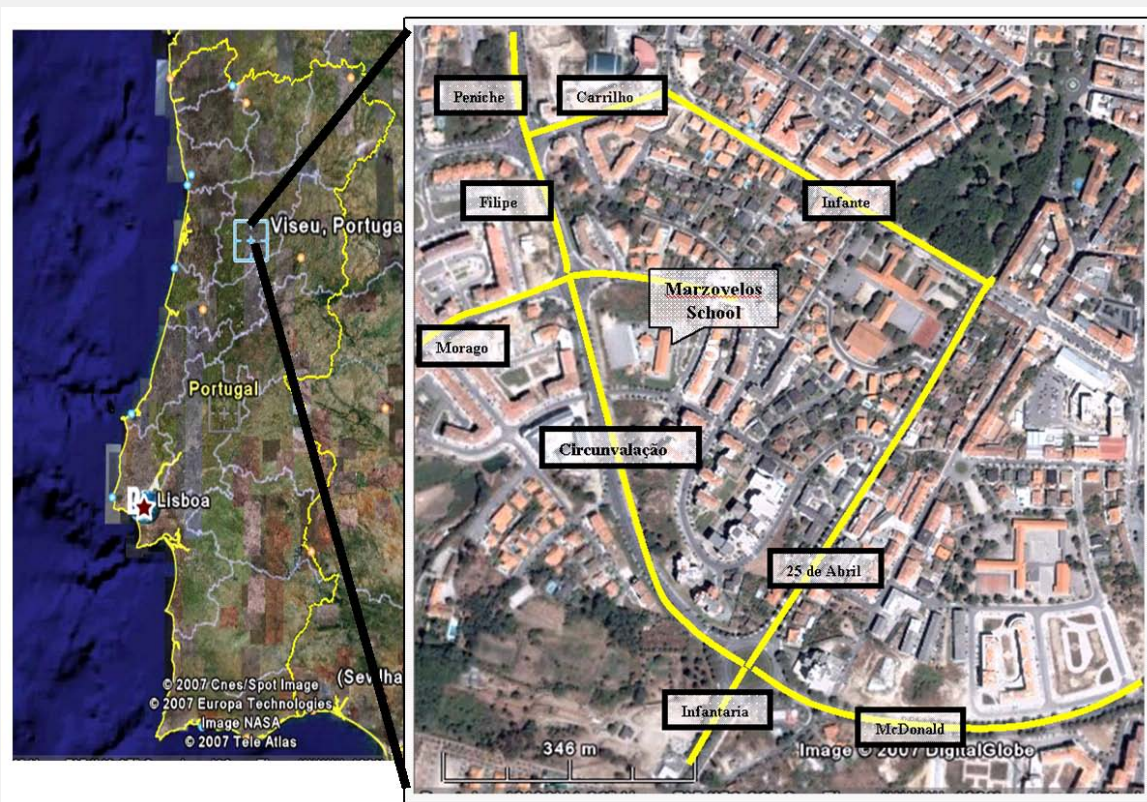 Viseu, Portuga
Portugal
Lisboa
(Sevilha
© 2007 Cnes/Spot Image
© 2007 Europa Technologies
Image NASA
© 2007 Tele Atlas
Peniche
Carrilho
Filipe
Infante
Marzovelos
School
Morago
Circunvalação
25 de Abril
Infantaria
McDonald
346 m
Image © 2007 DigitalGlobe